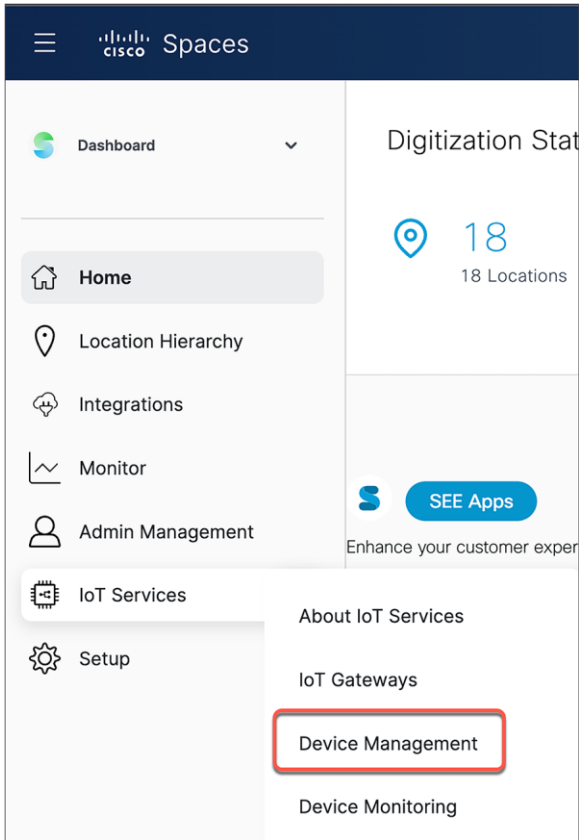 cisco Spaces
Dashboard
Digitization Stat
18
18 Locations
Home
Location Hierarchy
Integrations
Monitor
SEE Apps
Admin Management
Enhance your customer exper
IoT Services
About IoT Services
Setup
IoT Gateways
Device Management
Device Monitoring